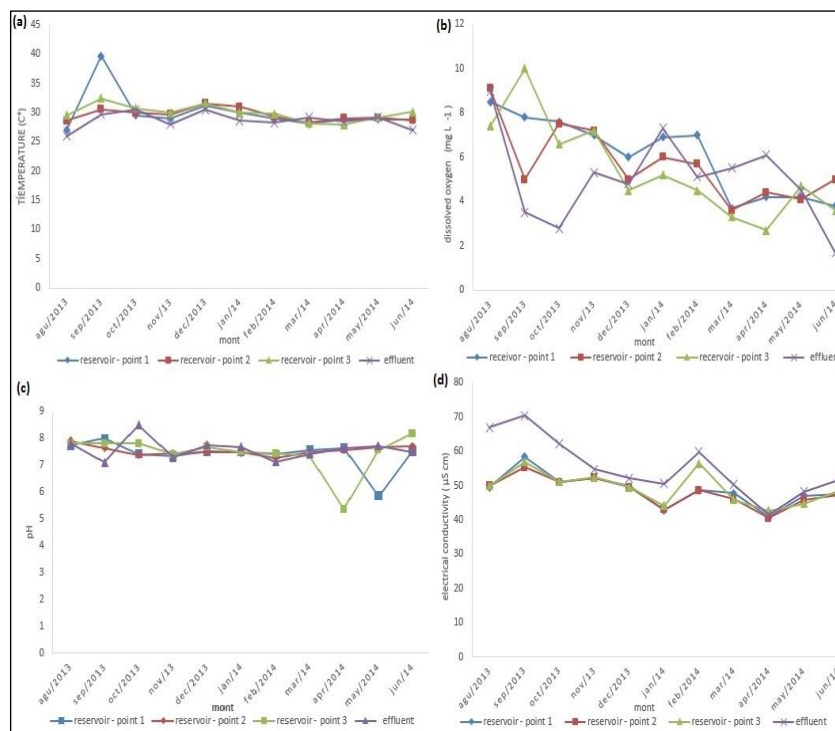 (a)
45
40
35
30
25
20
15
10
5
0
TÍEMPERATURE (C°)
agu/2013
sep/2013
oct/2013
nov/13
dec/2013
jan/14
feb/2014
mar/14
apr/2014
may/2014
jun/14
mont
reservoir - point 1
reservoir - point 2
recervoir - point 3
effluent
(b)
12
10
8
6
4
2
0
dissolved oxygen (mg L -1)
agu/2013
sep/2013
oct/2013
nov/13
dec/2013
jan/14
feb/2014
mar/14
apr/2014
may/2014
jun/14
mont
receivor - point 1
reservoir - point 2
recervoir - point 3
effluent
(c)
9
8
7
6
5
4
3
2
1
0
pH
agu/2013
sep/2013
oct/2013
nov/13
dec/2013
jan/14
feb/2014
mar/14
apr/2014
may/2014
jun/14
mont
reservoir - point 1
reservoir - point 2
reservoir - point 3
effluent
(d)
80
70
60
50
40
30
20
10
0
electrical conductivity ( µS cm)
agu/2013
sep/2013
oct/2013
nov/13
dec/2013
jan/14
feb/2014
mar/14
apr/2014
may/2014
jun/14
mont
reservoir - point 1
reservoir - point 2
reservoir - point 3
effluent